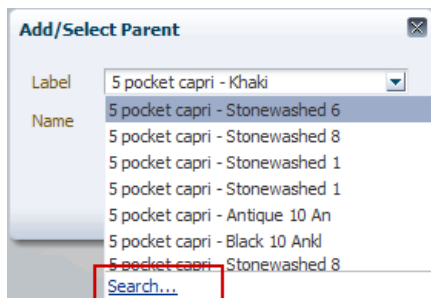 Add/Select Parent
Label
5 pocket capri - Khaki
Name
5 pocket capri - Stonewashed 6
5 pocket capri - Stonewashed 8
5 pocket capri - Stonewashed 1
5 pocket capri - Stonewashed 1
5 pocket capri - Antique 10 An
5 pocket capri - Black 10 Ankl
5 pocket capri - Stonewashed 8
Search...